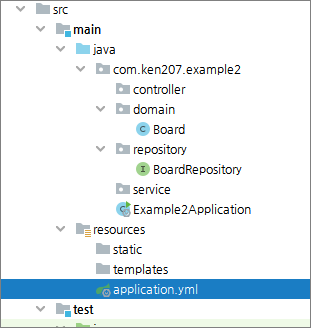 src
main
java
com.ken207.example2
controller
domain
C Board
repository
I BoardRepository
service
C Example2Application
resources
static
templates
application.yml
test